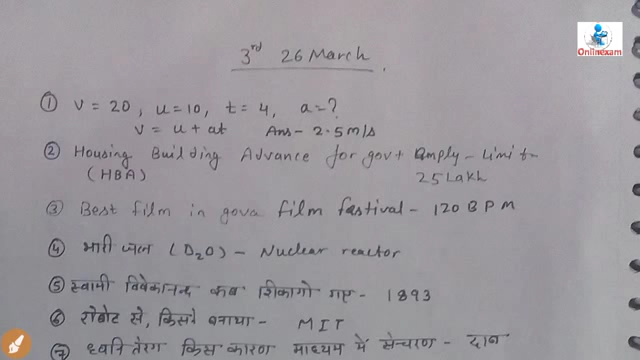 Onlinexam
3rd 26 March
① v = 20, u = 10, t = 4, a = ?
v = u + at Ans - 2.5 m/s
② Housing Building Advance for govt Emply - Limit -
(HBA) 25 Lakh
③ Best film in gova film fastival - 120 BPM
④ भारी जल (D₂O) - Nuclear reactor
⑤ स्वामी विवेकानन्द कब शिकागो गए - 1893
⑥ रोबोट से, किसने बनाया - MIT
⑦ ध्वनि तरंग किस कारण माध्यम में संचरण -